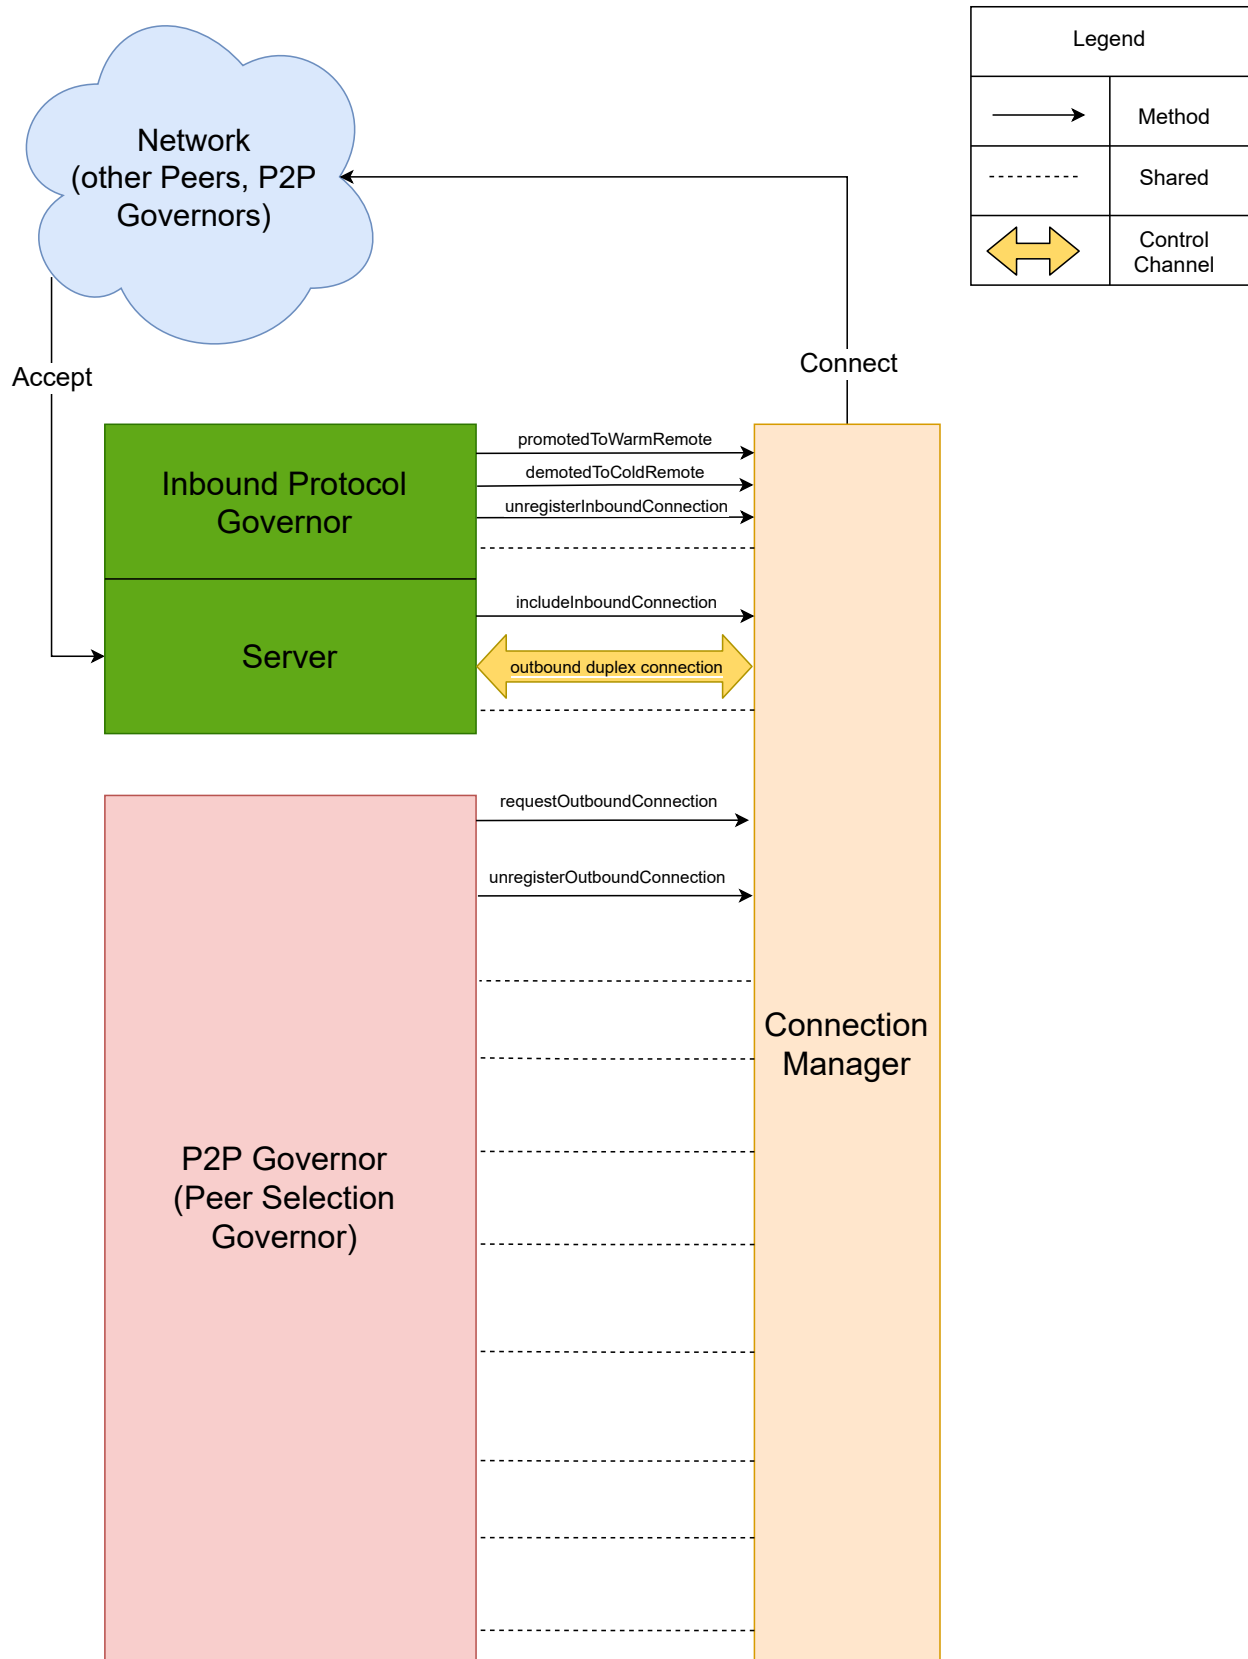 Legend
Method
Shared
Control
Channel
Network
(other Peers, P2P
Governors)
Accept
Connect
Inbound Protocol
Governor
promotedToWarmRemote
demotedToColdRemote
unregisterInboundConnection
Server
includeInboundConnection
outbound duplex connection
requestOutboundConnection
unregisterOutboundConnection
Connection
Manager
P2P Governor
(Peer Selection
Governor)